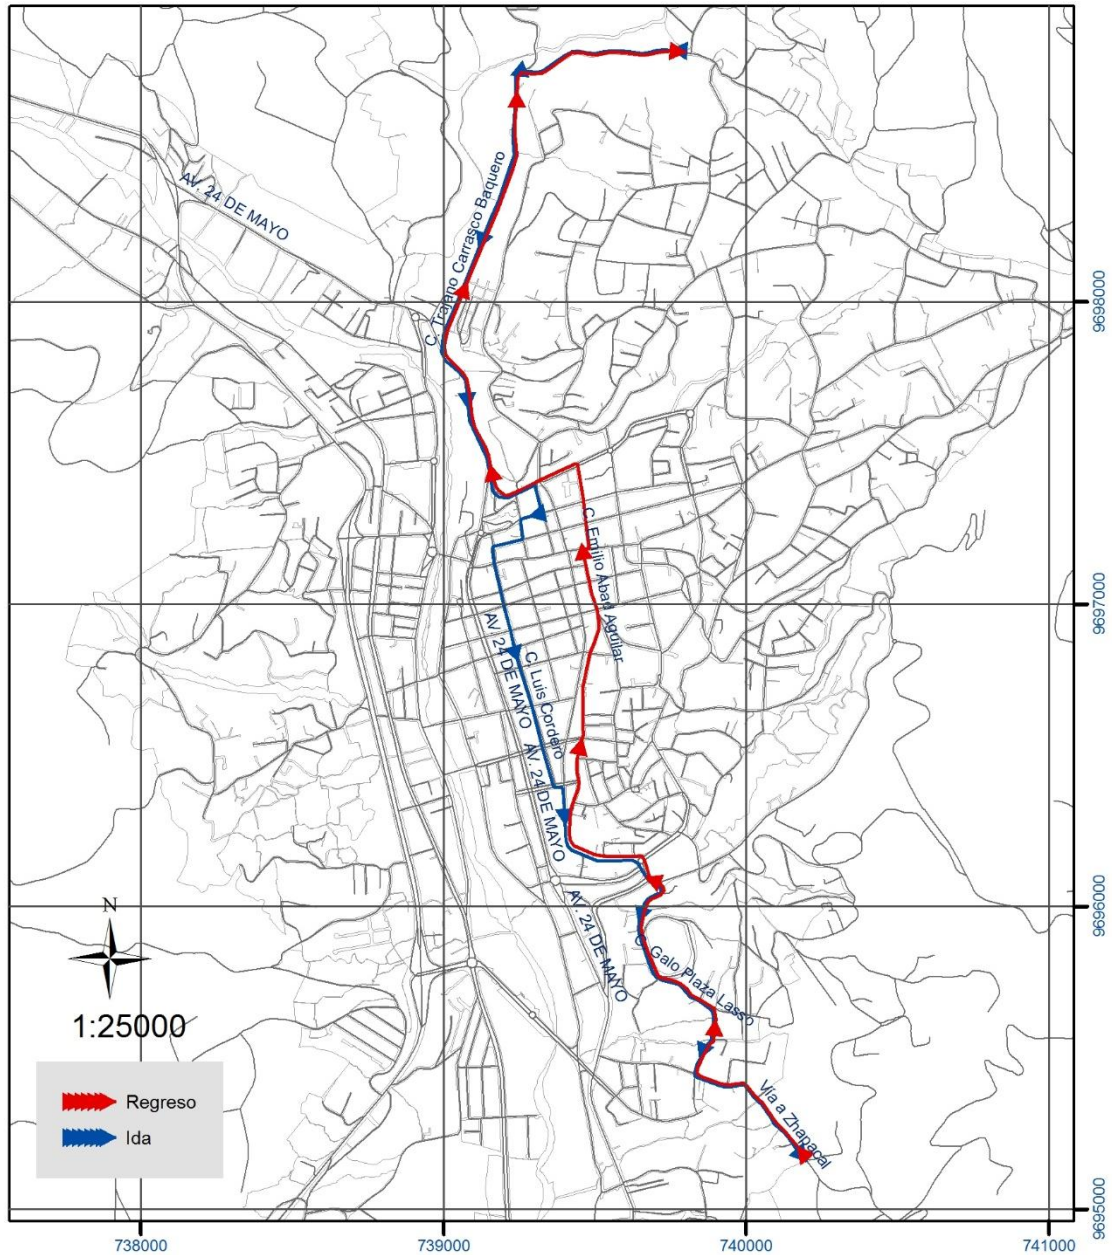 AV. 24 DE MAYO
C. Trajano Carrasco Baquero
9698000
C. Emilio Abad Aguilar
9697000
AV. 24 DE MAYO
C. Luis Cordero
AV. 24 DE MAYO
AV. 24 DE MAYO
9696000
C. Galo Plaza Lasso
N
1:25000
Vía a Zhapacal
Regreso
Ida
9695000
738000
739000
740000
741000